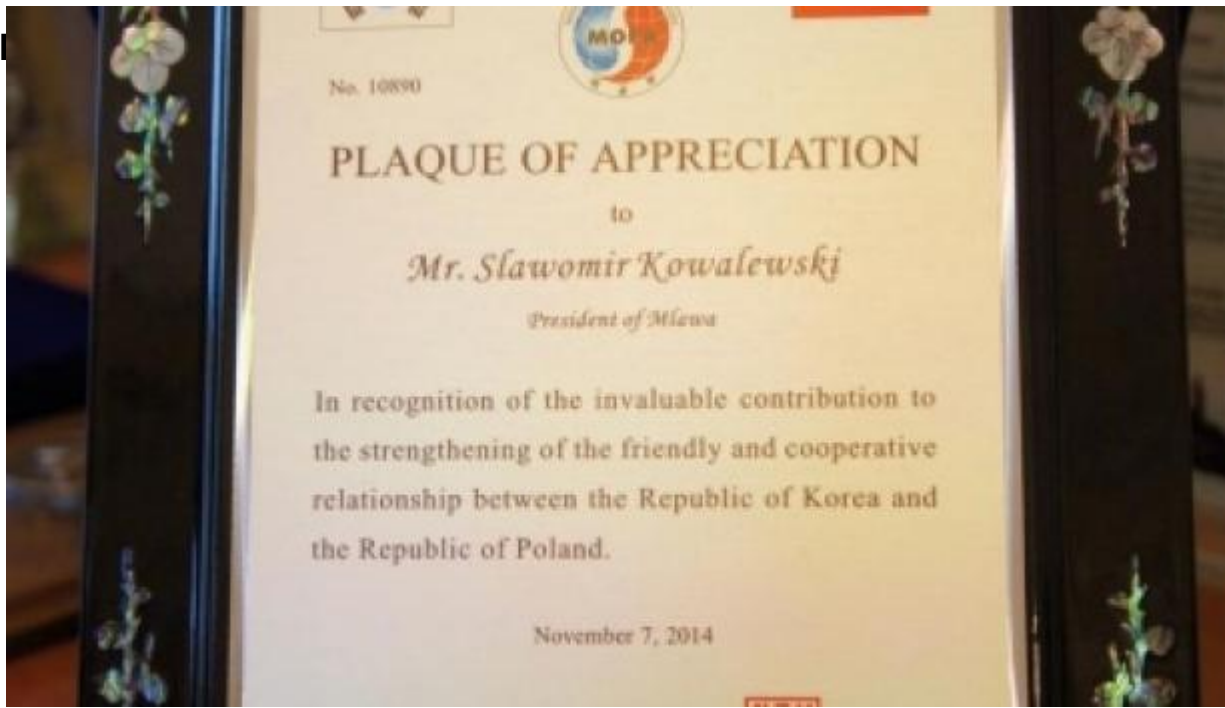 No. 10890
PLAQUE OF APPRECIATION
to
Mr. Slawomir Kowalewski
President of Mlawa
In recognition of the invaluable contribution to
the strengthening of the friendly and cooperative
relationship between the Republic of Korea and
the Republic of Poland.
November 7, 2014